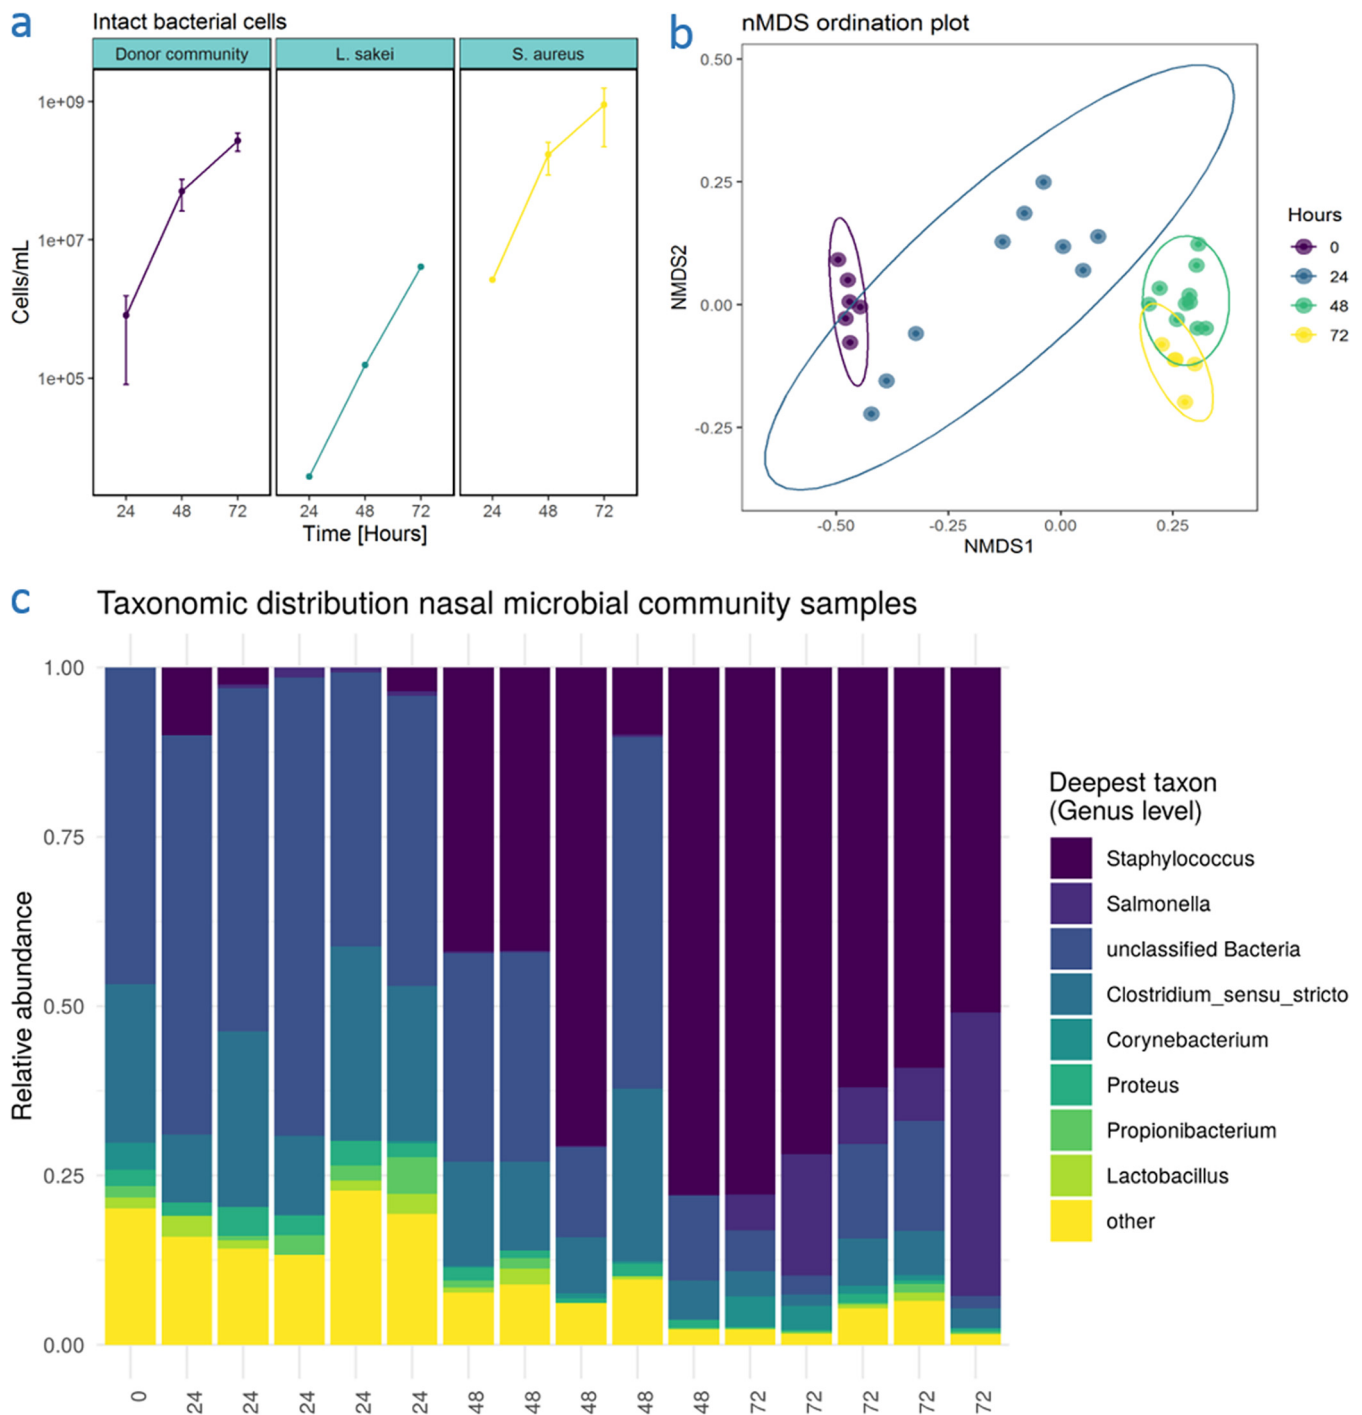 a
Intact bacterial cells
Donor community
L. sakei
S. aureus
1e+09
1e+07
1e+05
Cells/mL
24 48 72 24 48 72 24 48 72
Time [Hours]
b
nMDS ordination plot
0.50
0.25
0.00
-0.25
NMDS2
-0.50 -0.25 0.00 0.25
NMDS1
Hours
0
24
48
72
c
Taxonomic distribution nasal microbial community samples
1.00
0.75
0.50
0.25
0.00
Relative abundance
0 24 24 24 24 24 48 48 48 48 48 72 72 72 72 72
Deepest taxon
(Genus level)
Staphylococcus
Salmonella
unclassified Bacteria
Clostridium_sensu_stricto
Corynebacterium
Proteus
Propionibacterium
Lactobacillus
other